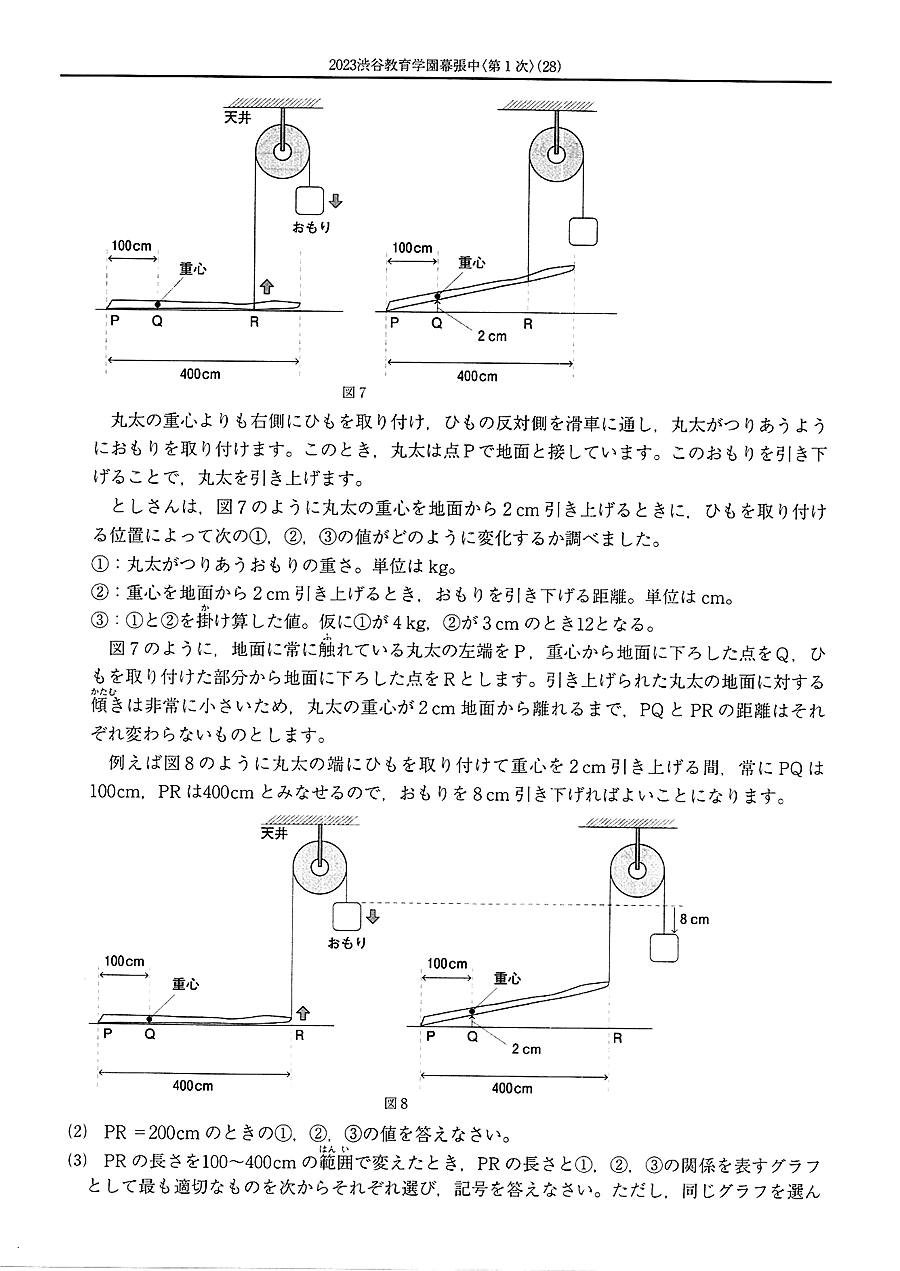 2023渋谷教育学園幕張中〈第1次〉(28)
天井
おもり
100cm
重心
P Q R
400cm
100cm
重心
P Q R
2cm
400cm
図7
丸太の重心よりも右側にひもを取り付け,ひもの反対側を滑車に通し,丸太がつりあうよう
におもりを取り付けます。このとき,丸太は点Pで地面と接しています。このおもりを引き下
げることで,丸太を引き上げます。
としさんは,図7のように丸太の重心を地面から2cm引き上げるときに,ひもを取り付け
る位置によって次の①,②,③の値がどのように変化するか調べました。
①:丸太がつりあうおもりの重さ。単位はkg。
②:重心を地面から2cm引き上げるとき,おもりを引き下げる距離。単位はcm。
か
③:①と②を掛け算した値。仮に①が4kg,②が3cmのとき12となる。
ふ
図7のように,地面に常に触れている丸太の左端をP,重心から地面に下ろした点をQ,ひ
もを取り付けた部分から地面に下ろした点をRとします。引き上げられた丸太の地面に対する
かたむ
傾きは非常に小さいため,丸太の重心が2cm地面から離れるまで,PQとPRの距離はそれ
ぞれ変わらないものとします。
例えば図8のように丸太の端にひもを取り付けて重心を2cm引き上げる間,常にPQは
100cm,PRは400cmとみなせるので,おもりを8cm引き下げればよいことになります。
天井
おもり
100cm
重心
P Q R
400cm
8cm
100cm
重心
P Q R
2cm
400cm
図8
(2) PR=200cmのときの①,②,③の値を答えなさい。
はんい
(3) PRの長さを100~400cmの範囲で変えたとき,PRの長さと①,②,③の関係を表すグラフ
として最も適切なものを次からそれぞれ選び,記号を答えなさい。ただし,同じグラフを選ん